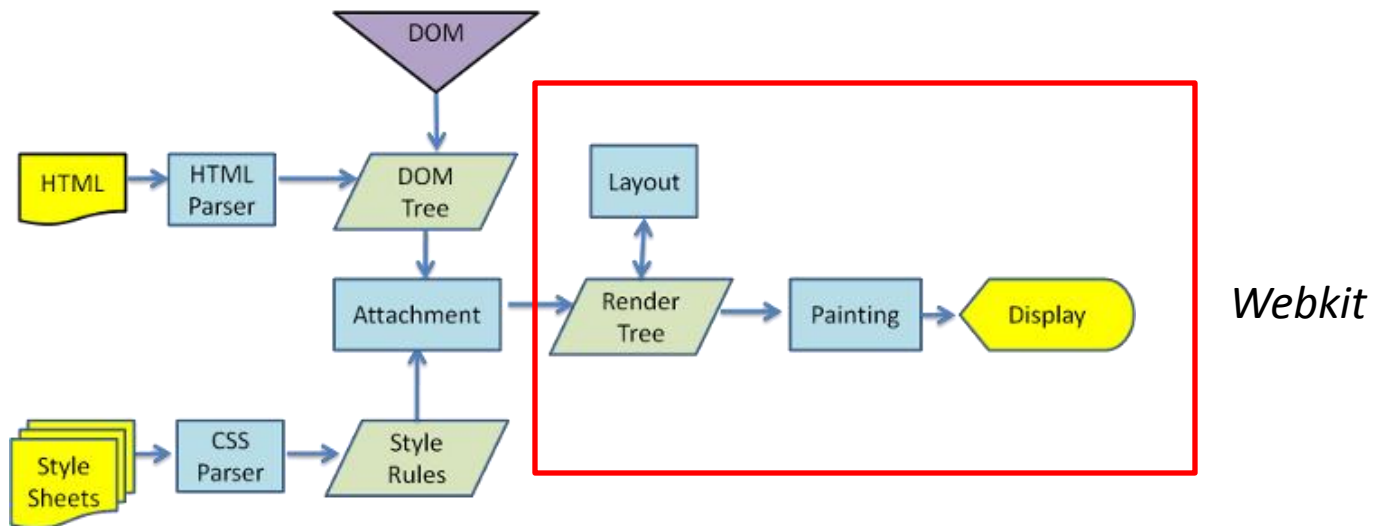 DOM
HTML
HTML
Parser
DOM
Tree
Layout
Attachment
Render
Tree
Painting
Display
Webkit
Style
Sheets
CSS
Parser
Style
Rules